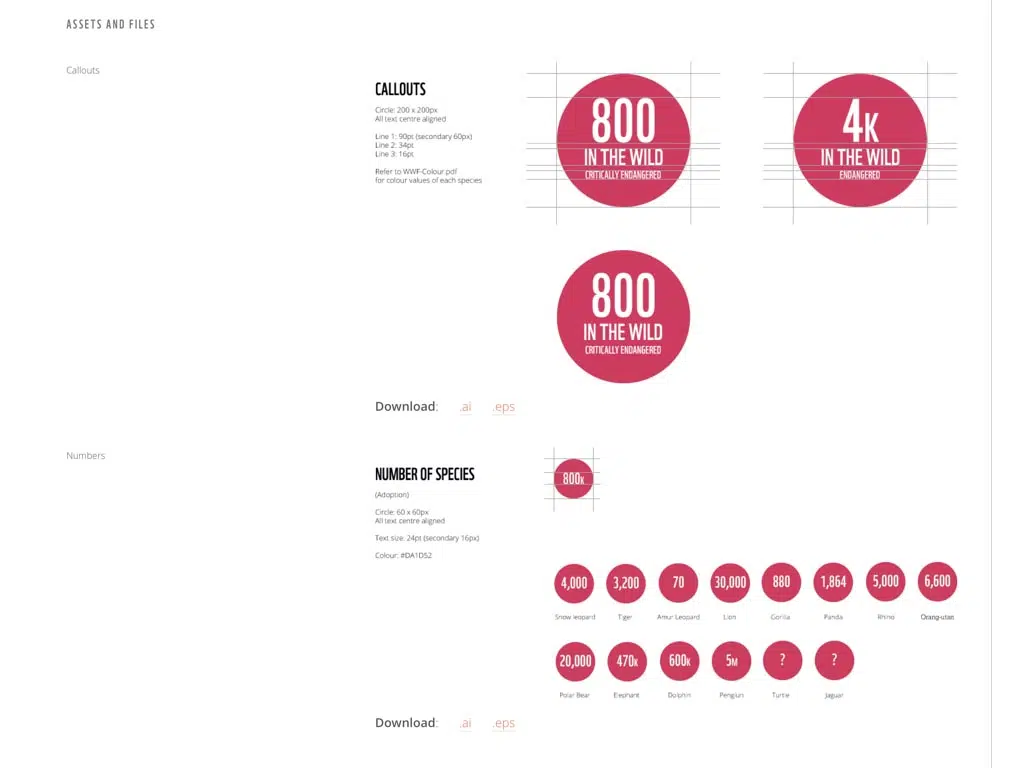 ASSETS AND FILES
Callouts
CALLOUTS
Circle: 200 x 200px
All text centre aligned
Line 1: 90pt (secondary 60px)
Line 2: 34pt
Line 3: 16pt
Refer to WWF-Colour.pdf
for colour values of each species
800
IN THE WILD
CRITICALLY ENDANGERED
4K
IN THE WILD
ENDANGERED
800
IN THE WILD
CRITICALLY ENDANGERED
Download: .ai .eps
Numbers
NUMBER OF SPECIES
(Adoption)
Circle: 60 x 60px
All text centre aligned
Text size: 24pt (secondary 16px)
Colour: #DA1D52
800K
4,000 3,200 70 30,000 880 1,864 5,000 6,600
Snow leopard Tiger Amur Leopard Lion Gorilla Panda Rhino Orang-utan
20,000 470K 600K 5M ? ?
Polar Bear Elephant Dolphin Penguin Turtle Jaguar
Download: .ai .eps